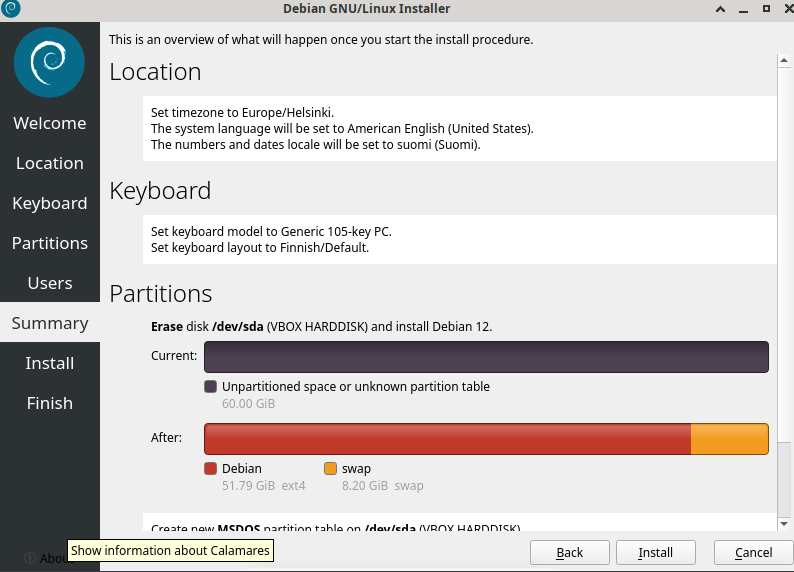 Debian GNU/Linux Installer
This is an overview of what will happen once you start the install procedure.
Welcome
Location
Keyboard
Partitions
Users
Summary
Install
Finish
Location
Set timezone to Europe/Helsinki.
The system language will be set to American English (United States).
The numbers and dates locale will be set to suomi (Suomi).
Keyboard
Set keyboard model to Generic 105-key PC.
Set keyboard layout to Finnish/Default.
Partitions
Erase disk /dev/sda (VBOX HARDDISK) and install Debian 12.
Current:
Unpartitioned space or unknown partition table
60.00 GiB
After:
Debian swap
51.79 GiB ext4 8.20 GiB swap
Create new MSDOS partition table on /dev/sda (VBOX HARDDISK)
Show information about Calamares
Back Install Cancel